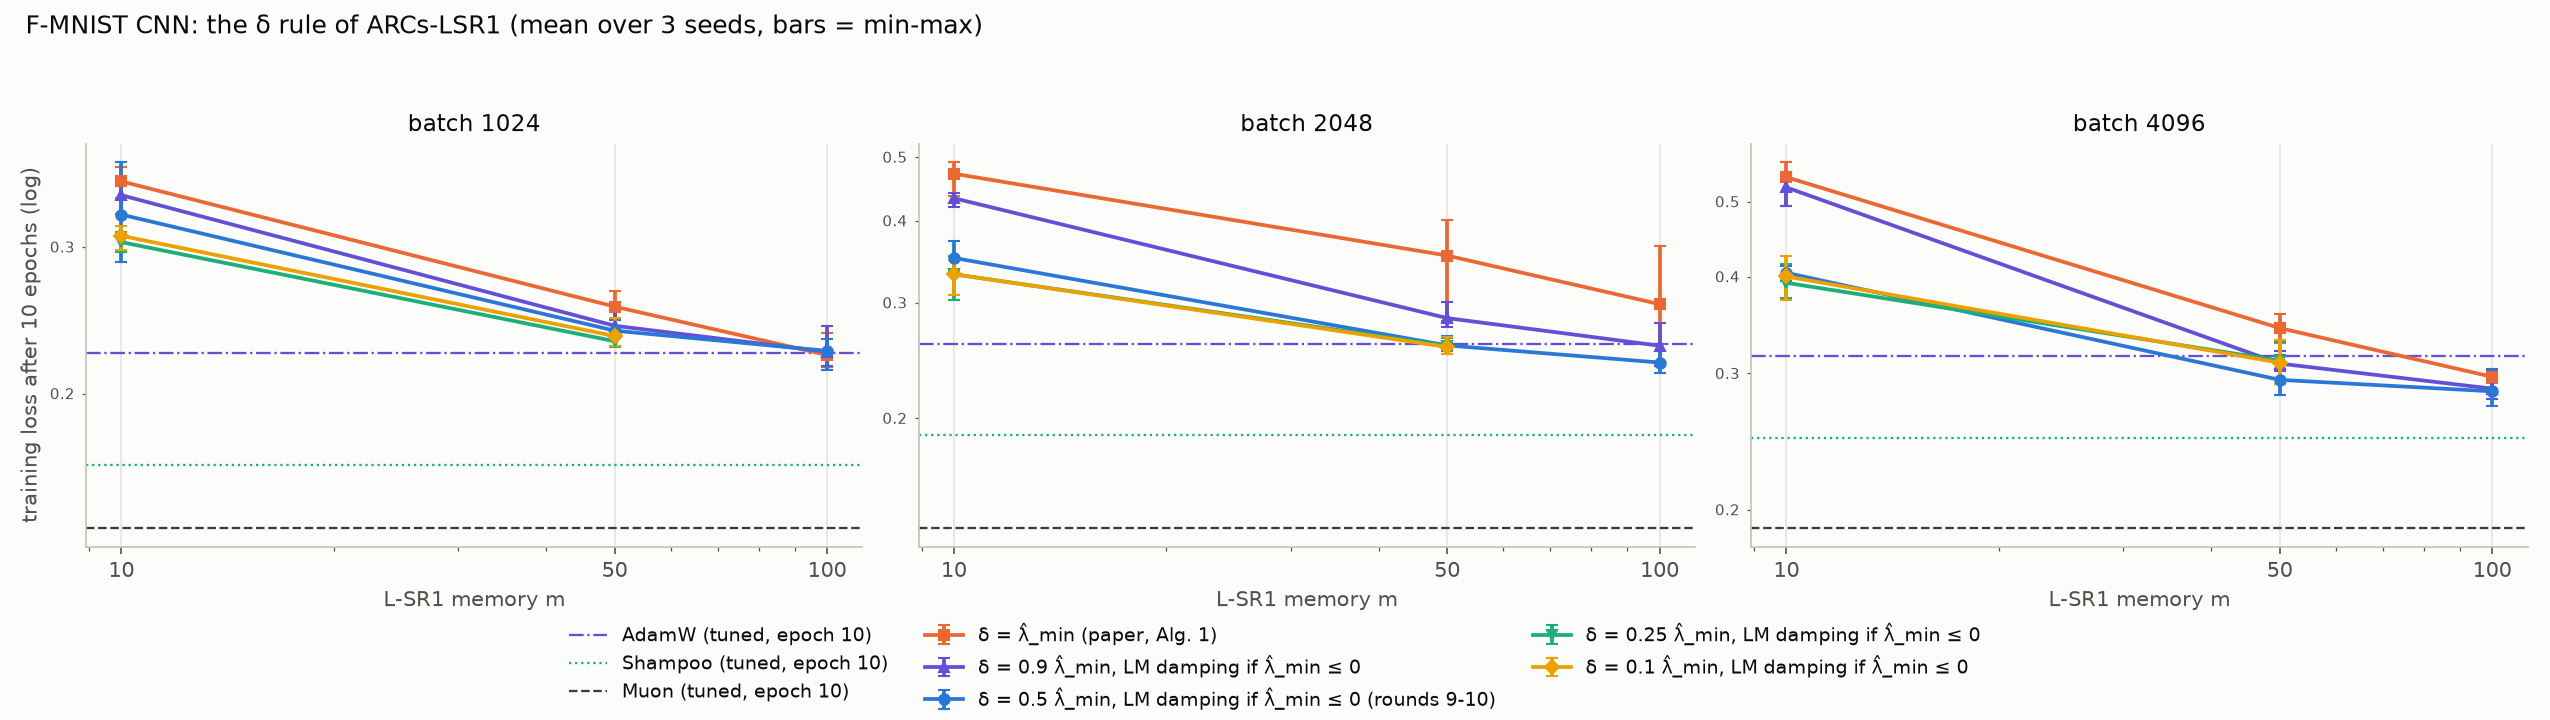 F-MNIST CNN: the δ rule of ARCs-LSR1 (mean over 3 seeds, bars = min-max)
batch 1024
batch 2048
batch 4096
training loss after 10 epochs (log)
0.3
0.2
10
50
100
L-SR1 memory m
0.5
0.4
0.3
0.2
10
50
100
L-SR1 memory m
0.5
0.4
0.3
0.2
10
50
100
L-SR1 memory m
AdamW (tuned, epoch 10)
Shampoo (tuned, epoch 10)
Muon (tuned, epoch 10)
δ = λ̂_min (paper, Alg. 1)
δ = 0.9 λ̂_min, LM damping if λ̂_min ≤ 0
δ = 0.5 λ̂_min, LM damping if λ̂_min ≤ 0 (rounds 9-10)
δ = 0.25 λ̂_min, LM damping if λ̂_min ≤ 0
δ = 0.1 λ̂_min, LM damping if λ̂_min ≤ 0